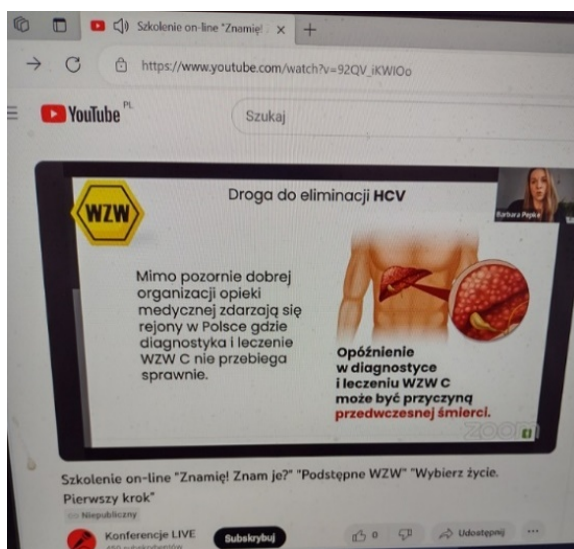 Szkolenie on-line "Znamię!
https://www.youtube.com/watch?v=92QV_iKWIOo
YouTube PL
Szukaj
WZW
Droga do eliminacji HCV
Barbara Pepke
Mimo pozornie dobrej
organizacji opieki
medycznej zdarzają się
rejony w Polsce gdzie
diagnostyka i leczenie
WZW C nie przebiega
sprawnie.
Opóźnienie
w diagnostyce
i leczeniu WZW C
może być przyczyną
przedwczesnej śmierci.
zoom
Szkolenie on-line "Znamię! Znam je?" "Podstępne WZW" "Wybierz życie.
Pierwszy krok"
Niepubliczny
Konferencje LIVE
Subskrybuj
0
Udostępnij